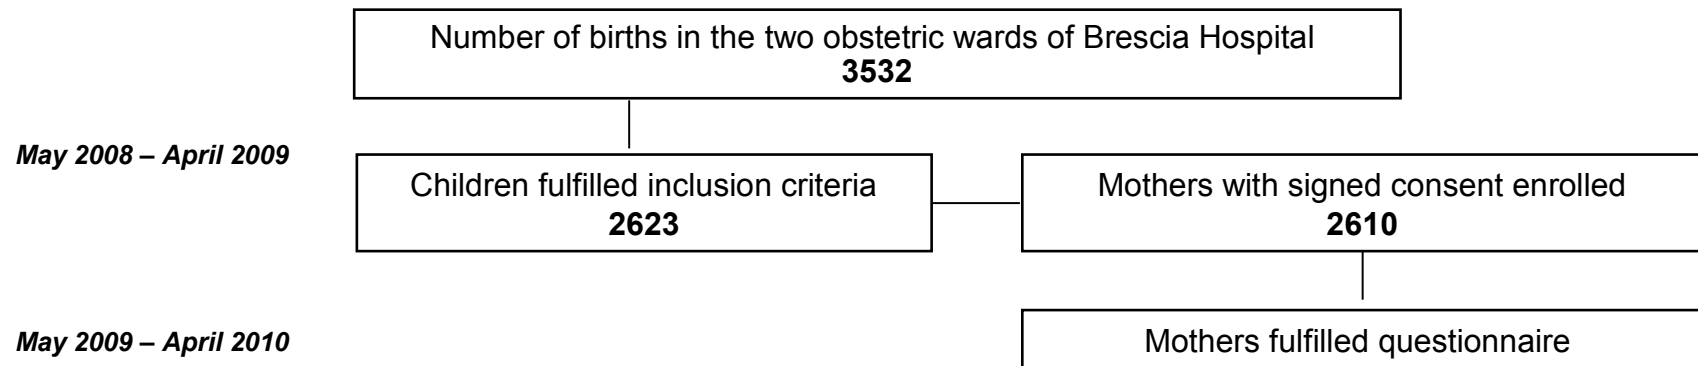 Number of births in the two obstetric wards of Brescia Hospital
3532
May 2008 – April 2009
Children fulfilled inclusion criteria
2623
Mothers with signed consent enrolled
2610
May 2009 – April 2010
Mothers fulfilled questionnaire